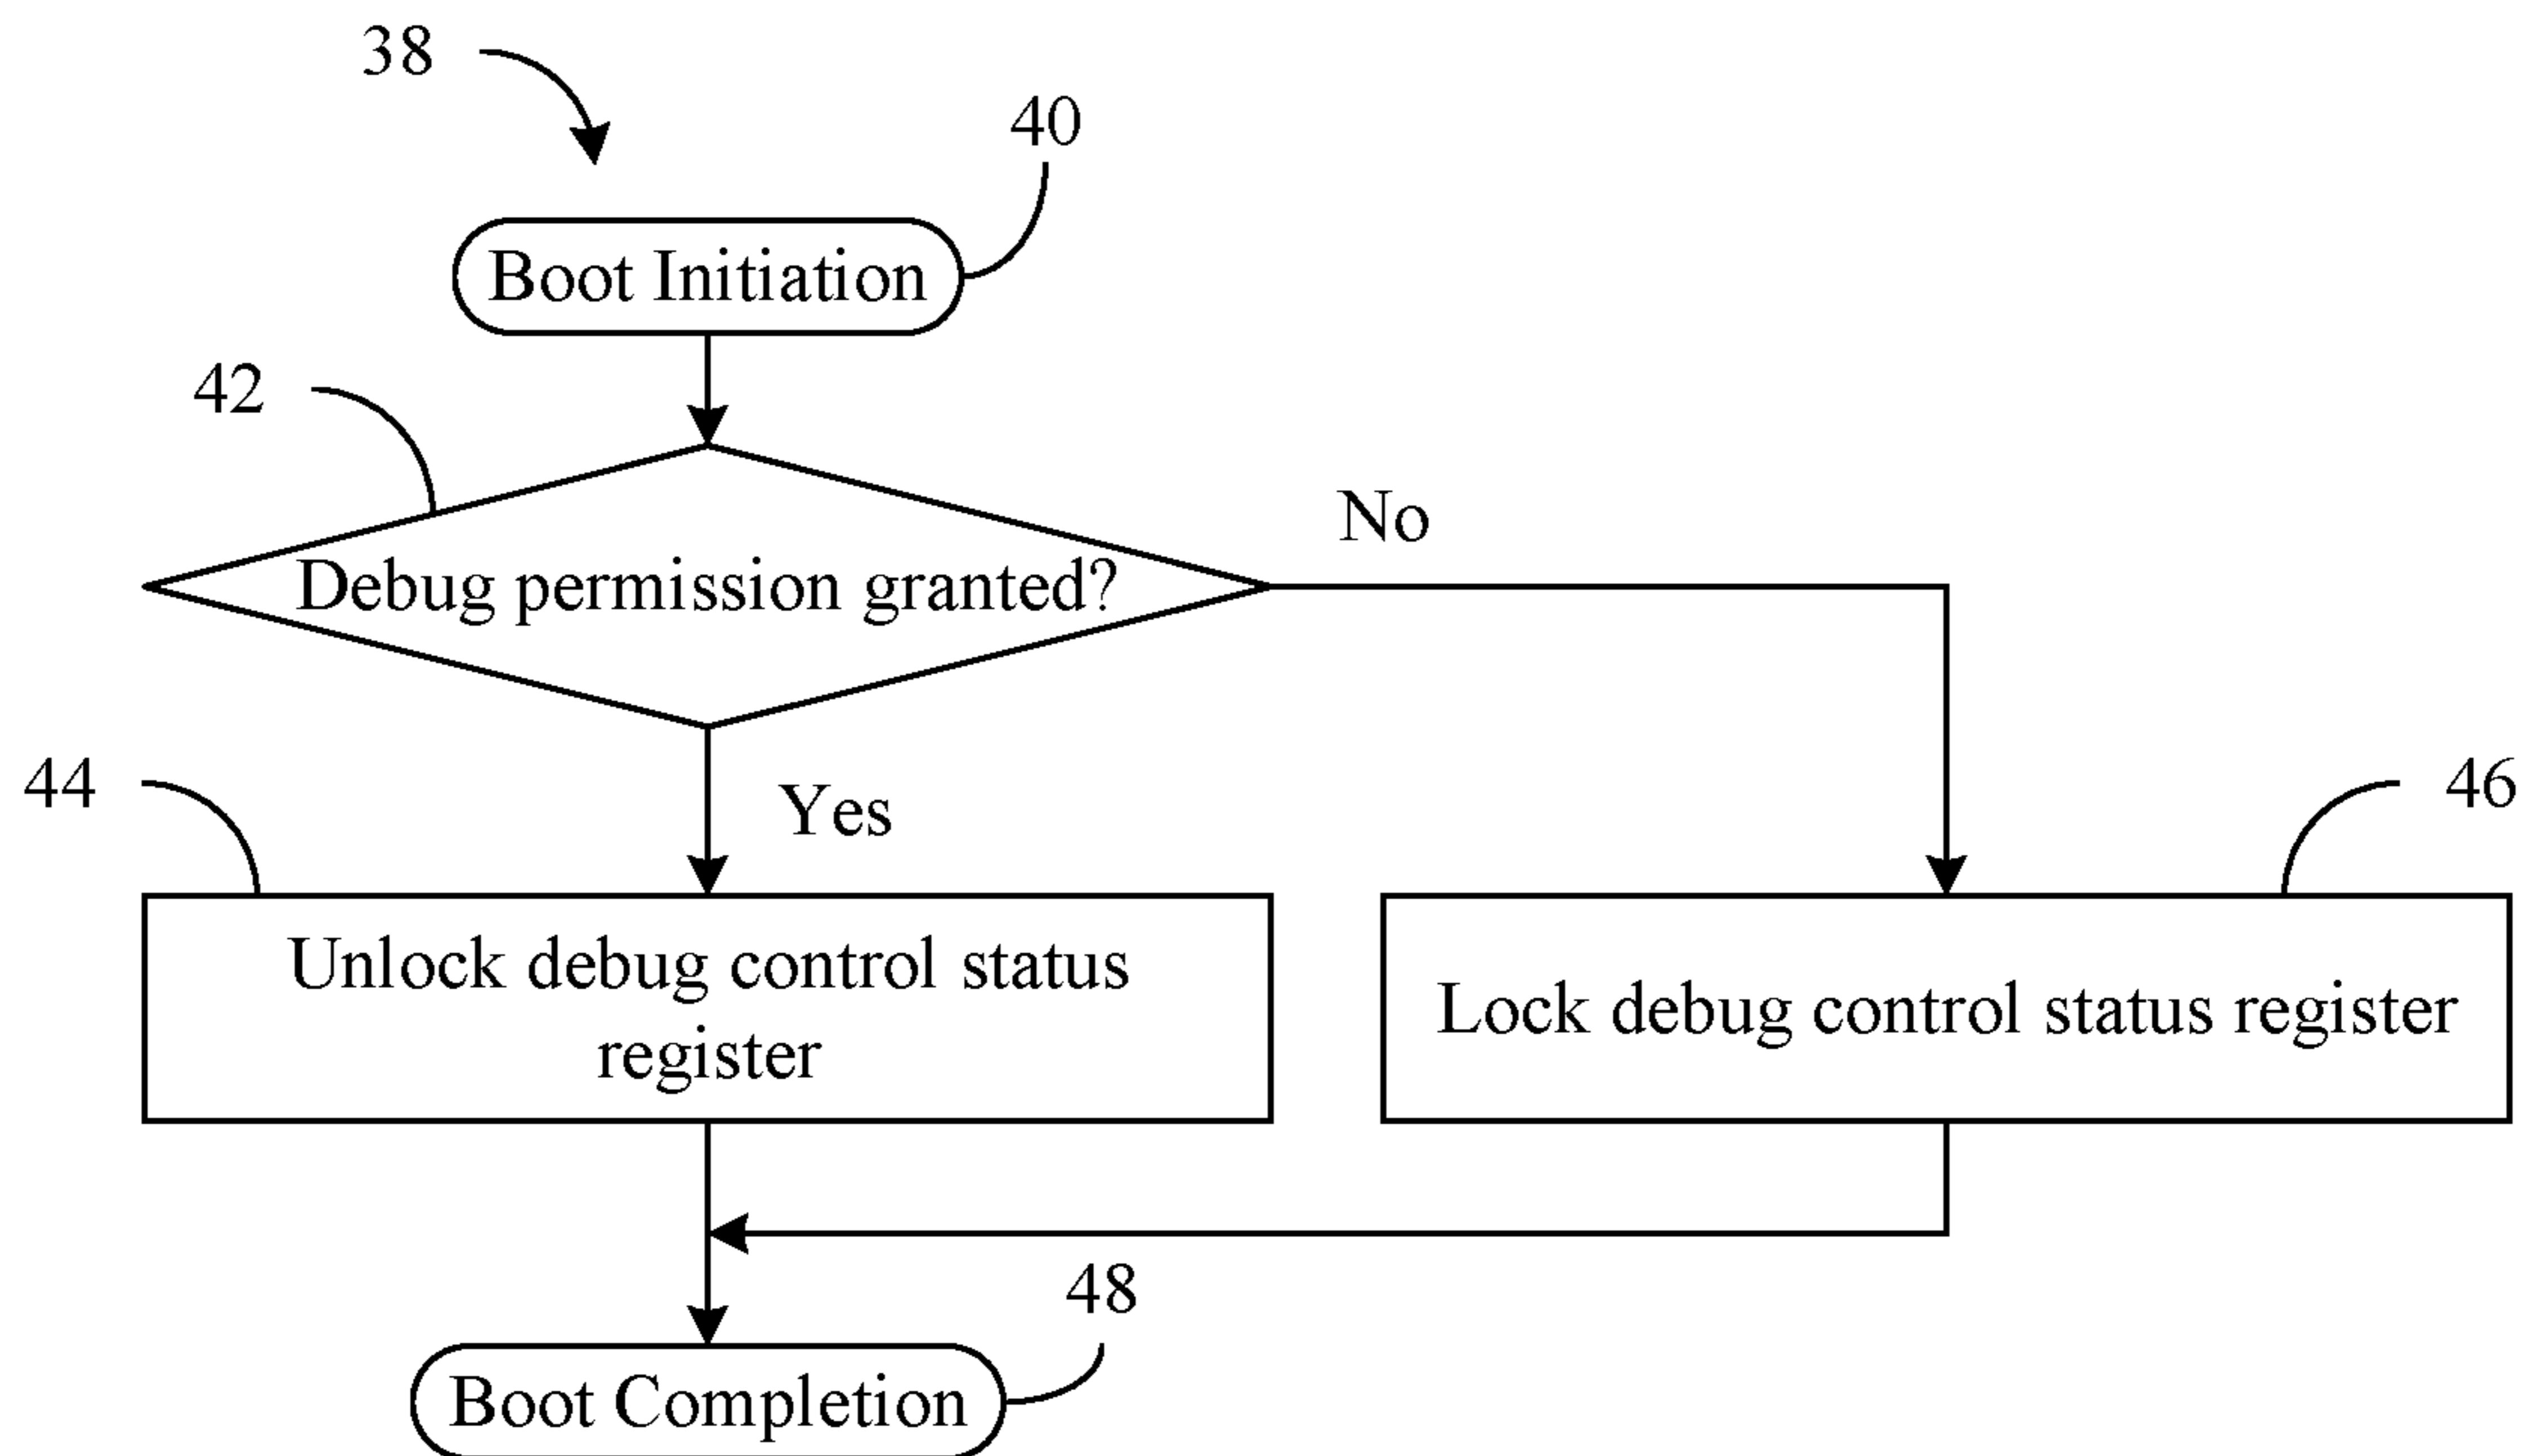 38
40
Boot Initiation
42
No
Debug permission granted?
44
Yes
46
Unlock debug control status
register
Lock debug control status register
48
Boot Completion